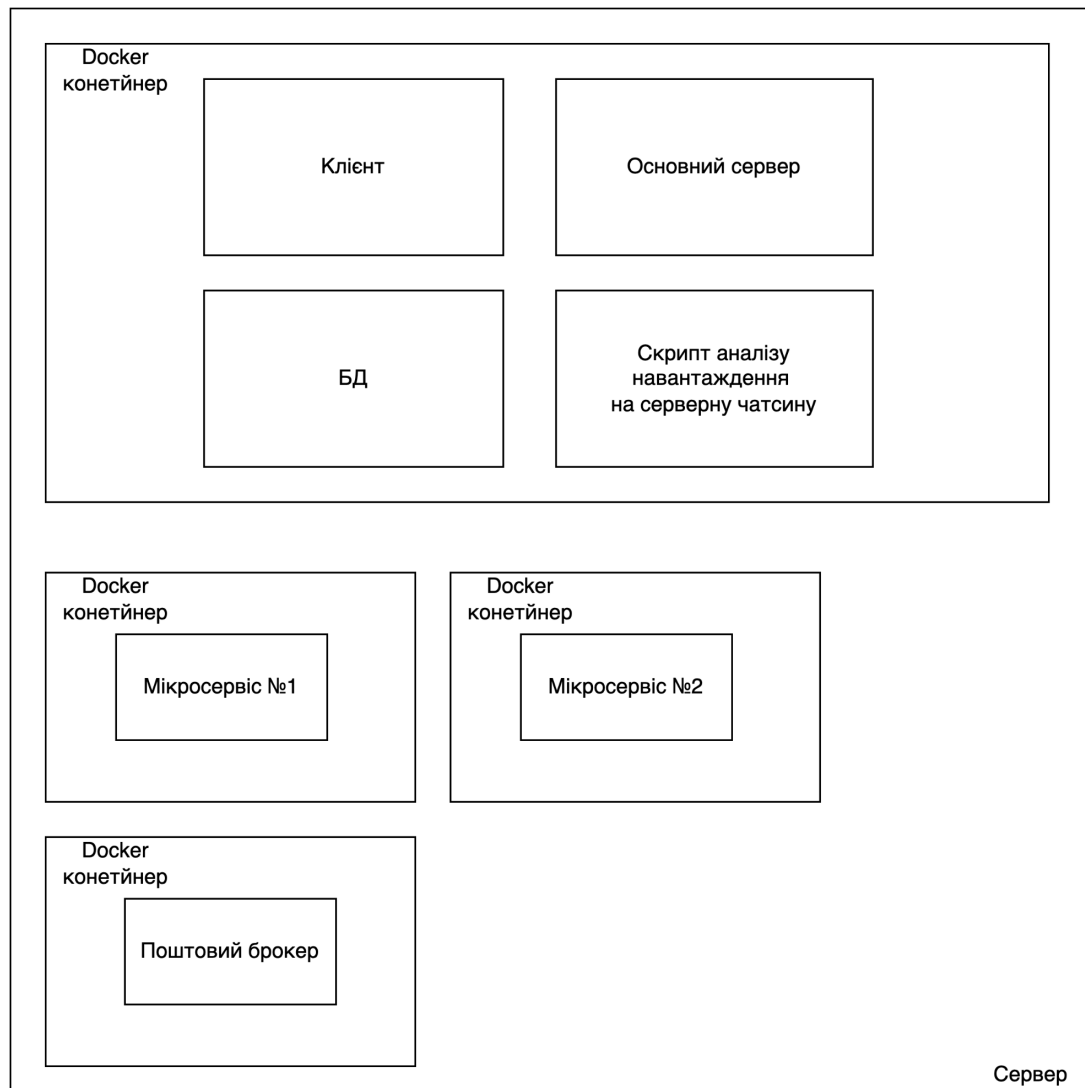 Docker
конетйнер
Клієнт
Основний сервер
БД
Скрипт аналізу
навантаждення
на серверну чатсину
Docker
конетйнер
Мікросервіс №1
Docker
конетйнер
Мікросервіс №2
Docker
конетйнер
Поштовий брокер
Сервер